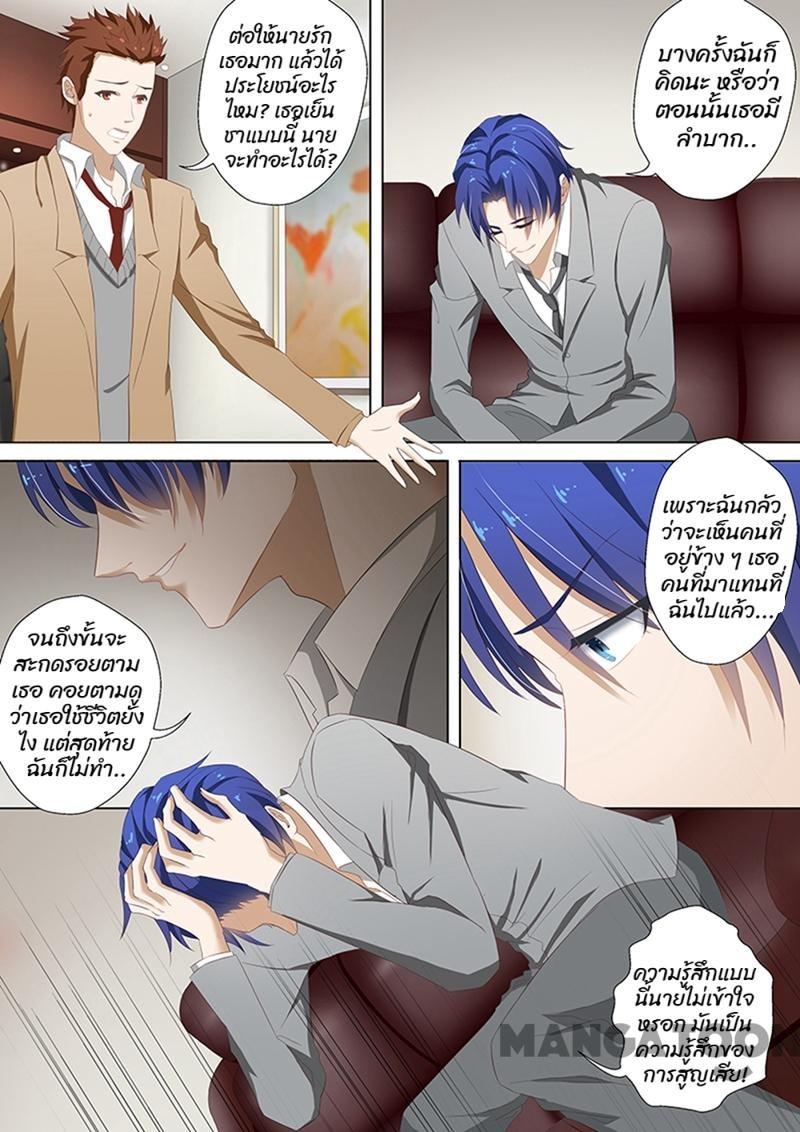 ต่อให้นายรัก
เธอมาก แล้วได้
ประโยชน์อะไร
ไหม? เธอเย็น
ชาแบบนี้ นาย
จะทำอะไรได้?
บางครั้งฉันก็
คิดนะ หรือว่า
ตอนนั้นเธอมี
ลำบาก..
จนถึงขั้นจะ
สะกดรอยตาม
เธอ คอยตามดู
ว่าเธอใช้ชีวิตยัง
ไง แต่สุดท้าย
ฉันก็ไม่ทำ..
เพราะฉันกลัว
ว่าจะเห็นคนที่
อยู่ข้าง ๆ เธอ
คนที่มาแทนที่
ฉันไปแล้ว...
ความรู้สึกแบบ
นี้นายไม่เข้าใจ
หรอก มันเป็น
ความรู้สึกของ
การสูญเสีย!
MANGATOON